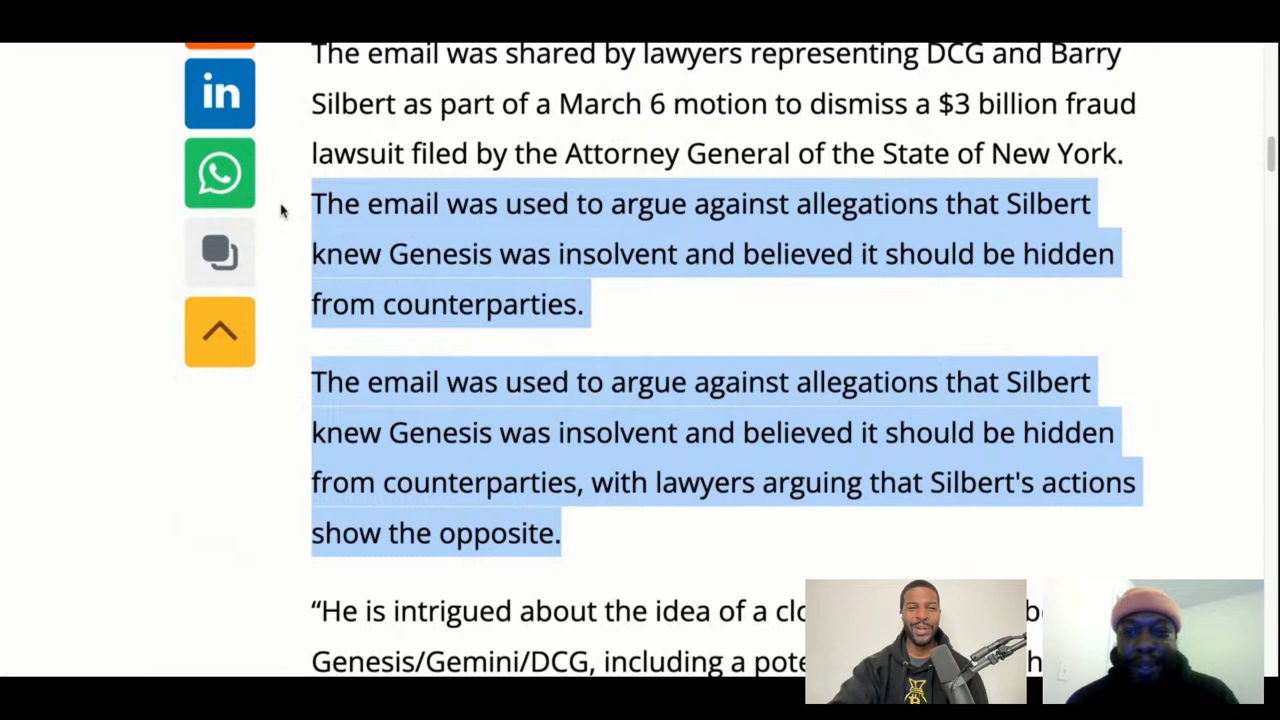 The email was shared by lawyers representing DCG and Barry
Silbert as part of a March 6 motion to dismiss a $3 billion fraud
lawsuit filed by the Attorney General of the State of New York.
The email was used to argue against allegations that Silbert
knew Genesis was insolvent and believed it should be hidden
from counterparties.
The email was used to argue against allegations that Silbert
knew Genesis was insolvent and believed it should be hidden
from counterparties, with lawyers arguing that Silbert's actions
show the opposite.
“He is intrigued about the idea of a
Genesis/Gemini/DCG, including a
in